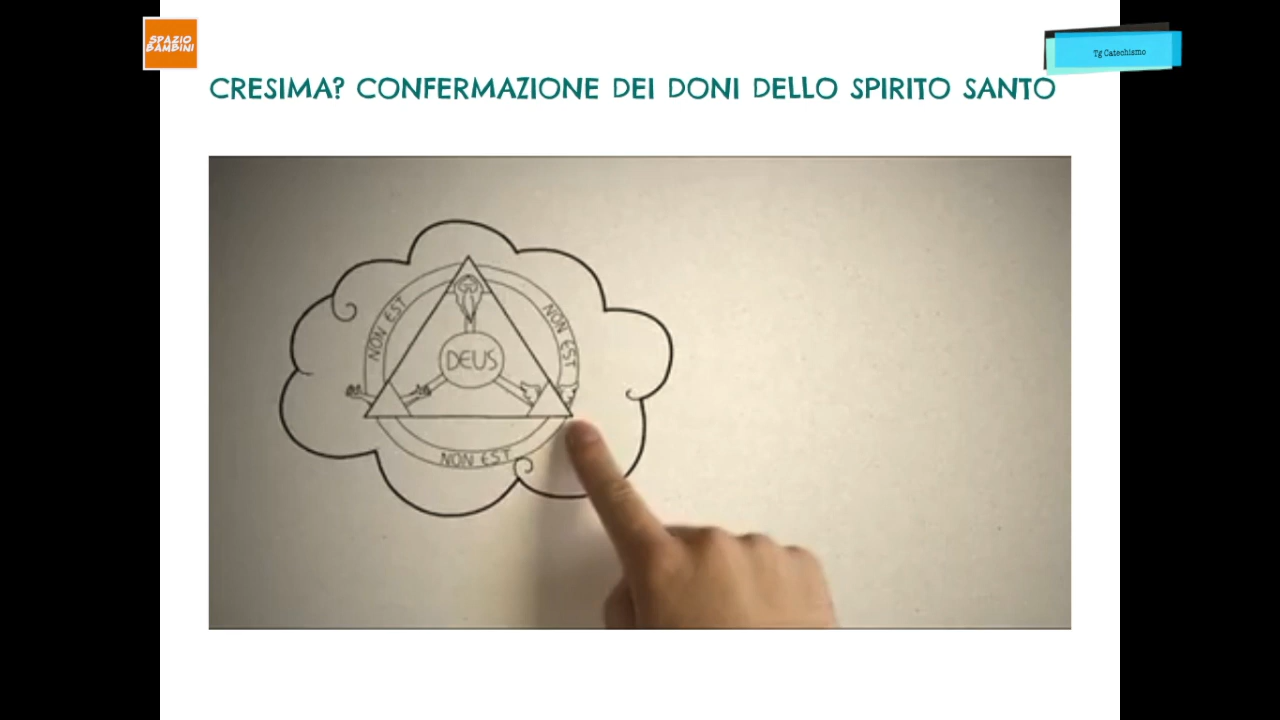 SPAZIO
BAMBINI
Tg Catechismo
CRESIMA? CONFERMAZIONE DEI DONI DELLO SPIRITO SANTO
NON EST
NON EST
DEUS
NON EST